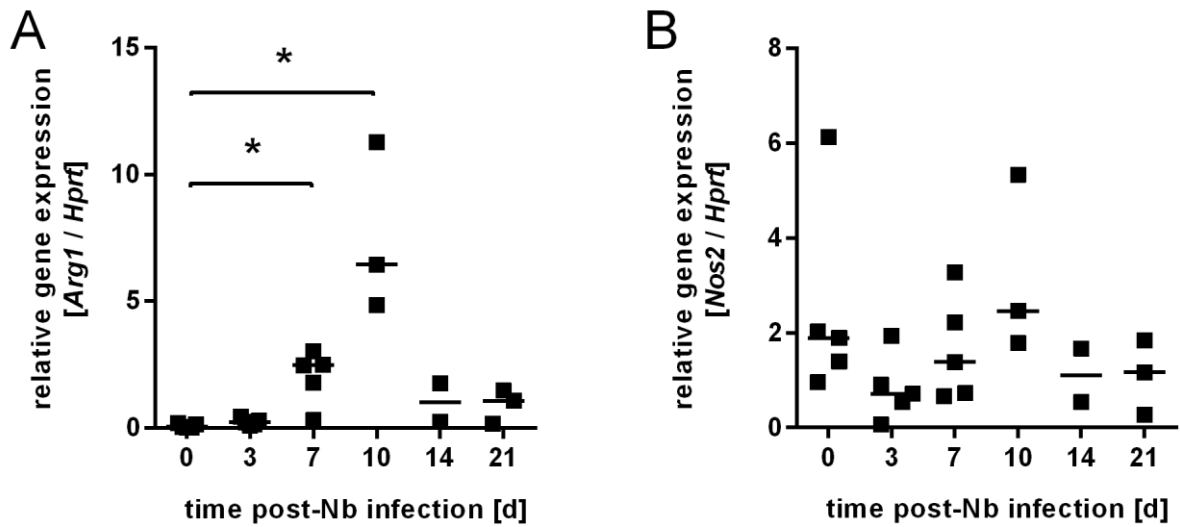 A
relative gene expression
[Arg1 / Hprt]
15
10
5
0
*
*
0 3 7 10 14 21
time post-Nb infection [d]
B
relative gene expression
[Nos2 / Hprt]
8
6
4
2
0
0 3 7 10 14 21
time post-Nb infection [d]